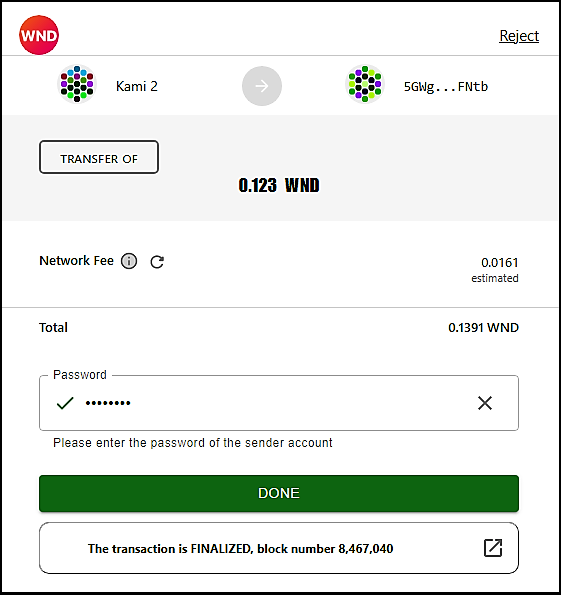 WND
Reject
Kami 2
5GWg...FNtb
TRANSFER OF
0.123 WND
Network Fee
0.0161
estimated
Total
0.1391 WND
Password
••••••••
Please enter the password of the sender account
DONE
The transaction is FINALIZED, block number 8,467,040